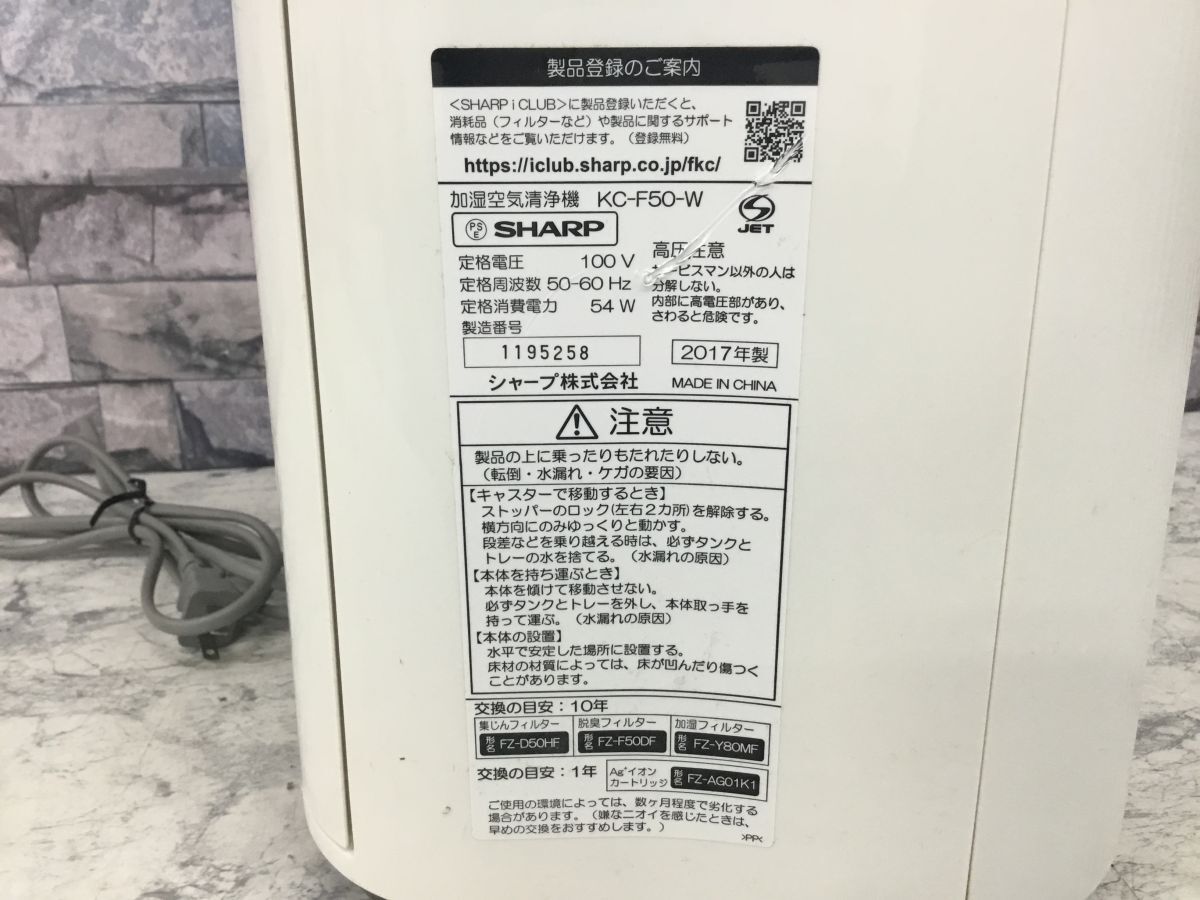 製品登録のご案内
<SHARP i CLUB>に製品登録いただくと、
消耗品（フィルターなど）や製品に関するサポート
情報などをご覧いただけます。（登録無料）
https://iclub.sharp.co.jp/fkc/
加湿空気清浄機 KC-F50-W
PS E SHARP
JET
定格電圧 100 V
定格周波数 50-60 Hz
定格消費電力 54 W
高圧注意
サービスマン以外の人は
分解しない。
内部に高電圧部があり、
さわると危険です。
製造番号
1195258
2017年製
シャープ株式会社 MADE IN CHINA
注意
製品の上に乗ったりもたれたりしない。
（転倒・水漏れ・ケガの要因）
【キャスターで移動するとき】
ストッパーのロック(左右２カ所)を解除する。
横方向にのみゆっくりと動かす。
段差などを乗り越える時は、必ずタンクと
トレーの水を捨てる。（水漏れの原因）
【本体を持ち運ぶとき】
本体を傾けて移動させない。
必ずタンクとトレーを外し、本体取っ手を
持って運ぶ。（水漏れの原因）
【本体の設置】
水平で安定した場所に設置する。
床材の材質によっては、床が凹んだり傷つく
ことがあります。
交換の目安：10年
集じんフィルター 形名 FZ-D50HF
脱臭フィルター 形名 FZ-F50DF
加湿フィルター 形名 FZ-Y80MF
交換の目安：1年
Ag⁺イオン
カートリッジ 形名 FZ-AG01K1
ご使用の環境によっては、数ヶ月程度で劣化する
場合があります。（嫌なニオイを感じたときは、
早めの交換をおすすめします。）
>PP<